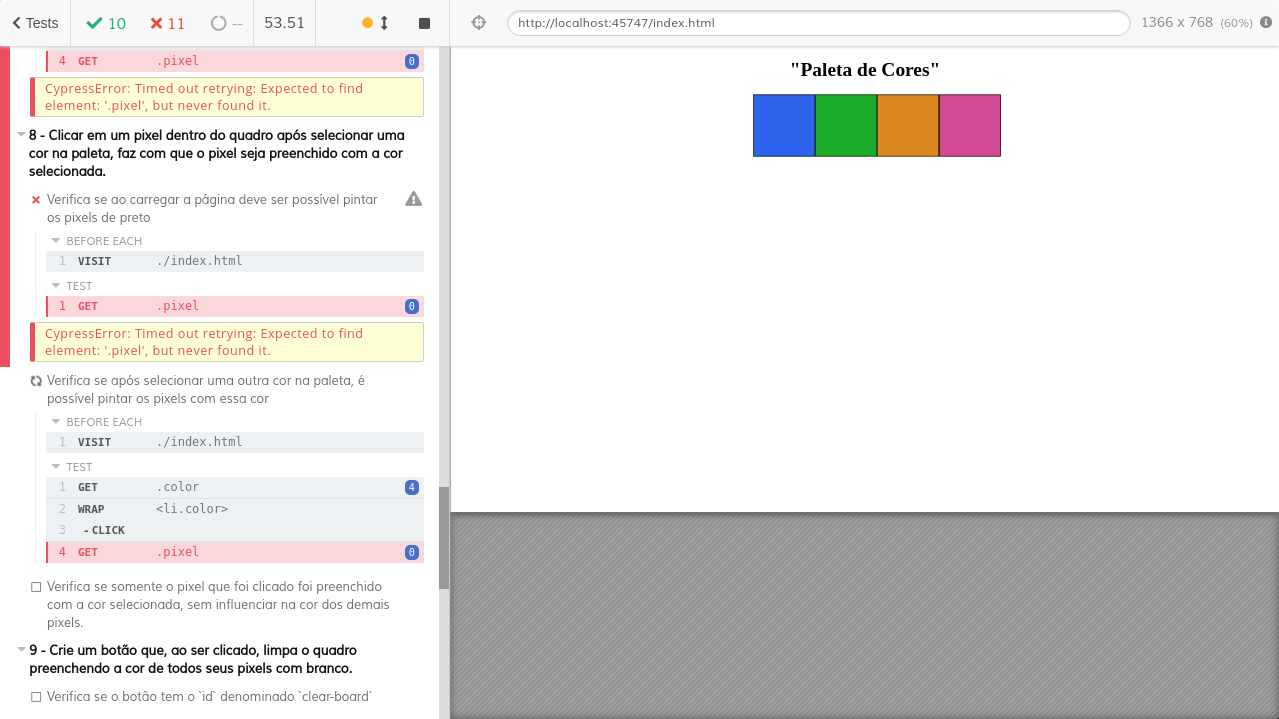 Tests 10 11 -- 53.51 http://localhost:45747/index.html 1366 x 768 (60%)
4 GET .pixel 0
CypressError: Timed out retrying: Expected to find
element: '.pixel', but never found it.
8 - Clicar em um pixel dentro do quadro após selecionar uma
cor na paleta, faz com que o pixel seja preenchido com a cor
selecionada.
Verifica se ao carregar a página deve ser possível pintar
os pixels de preto
BEFORE EACH
1 VISIT ./index.html
TEST
1 GET .pixel 0
CypressError: Timed out retrying: Expected to find
element: '.pixel', but never found it.
Verifica se após selecionar uma outra cor na paleta, é
possível pintar os pixels com essa cor
BEFORE EACH
1 VISIT ./index.html
TEST
1 GET .color 4
2 WRAP <li.color>
3 - CLICK
4 GET .pixel 0
Verifica se somente o pixel que foi clicado foi preenchido
com a cor selecionada, sem influenciar na cor dos demais
pixels.
9 - Crie um botão que, ao ser clicado, limpa o quadro
preenchendo a cor de todos seus pixels com branco.
Verifica se o botão tem o `id` denominado `clear-board`
"Paleta de Cores"